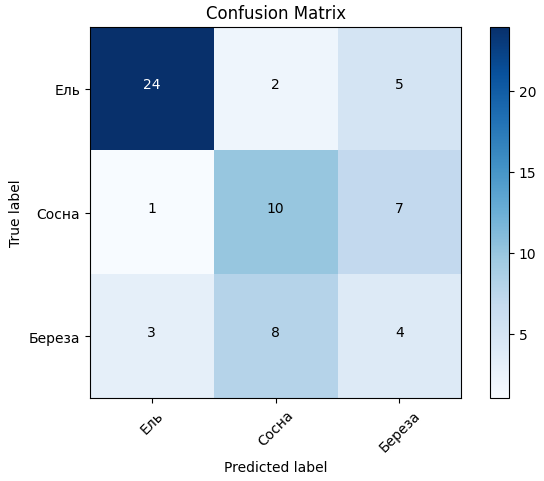 Confusion Matrix
True label
Ель
24
2
5
Сосна
1
10
7
Береза
3
8
4
Ель
Сосна
Береза
Predicted label
20
15
10
5